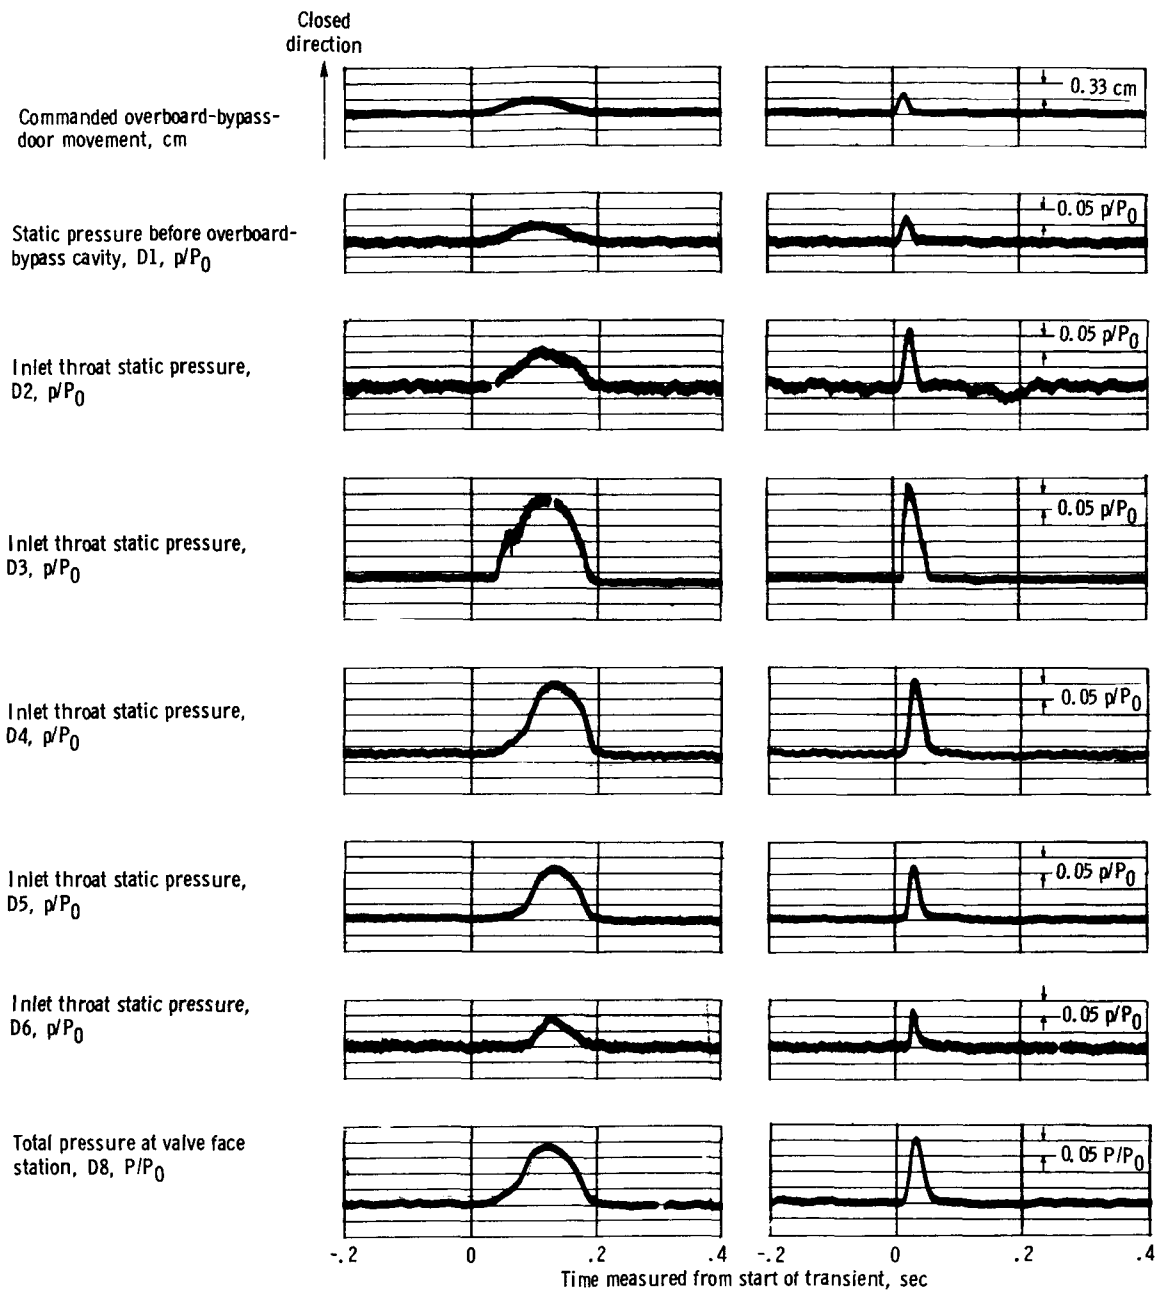 Closed
direction
Commanded overboard-bypass-
door movement, cm
0.33 cm
Static pressure before overboard-
bypass cavity, D1, p/P0
0.05 p/P0
Inlet throat static pressure,
D2, p/P0
0.05 p/P0
Inlet throat static pressure,
D3, p/P0
0.05 p/P0
Inlet throat static pressure,
D4, p/P0
0.05 p/P0
Inlet throat static pressure,
D5, p/P0
0.05 p/P0
Inlet throat static pressure,
D6, p/P0
0.05 p/P0
Total pressure at valve face
station, D8, P/P0
0.05 P/P0
-.2 0 .2 .4 -.2 0 .2 .4
Time measured from start of transient, sec